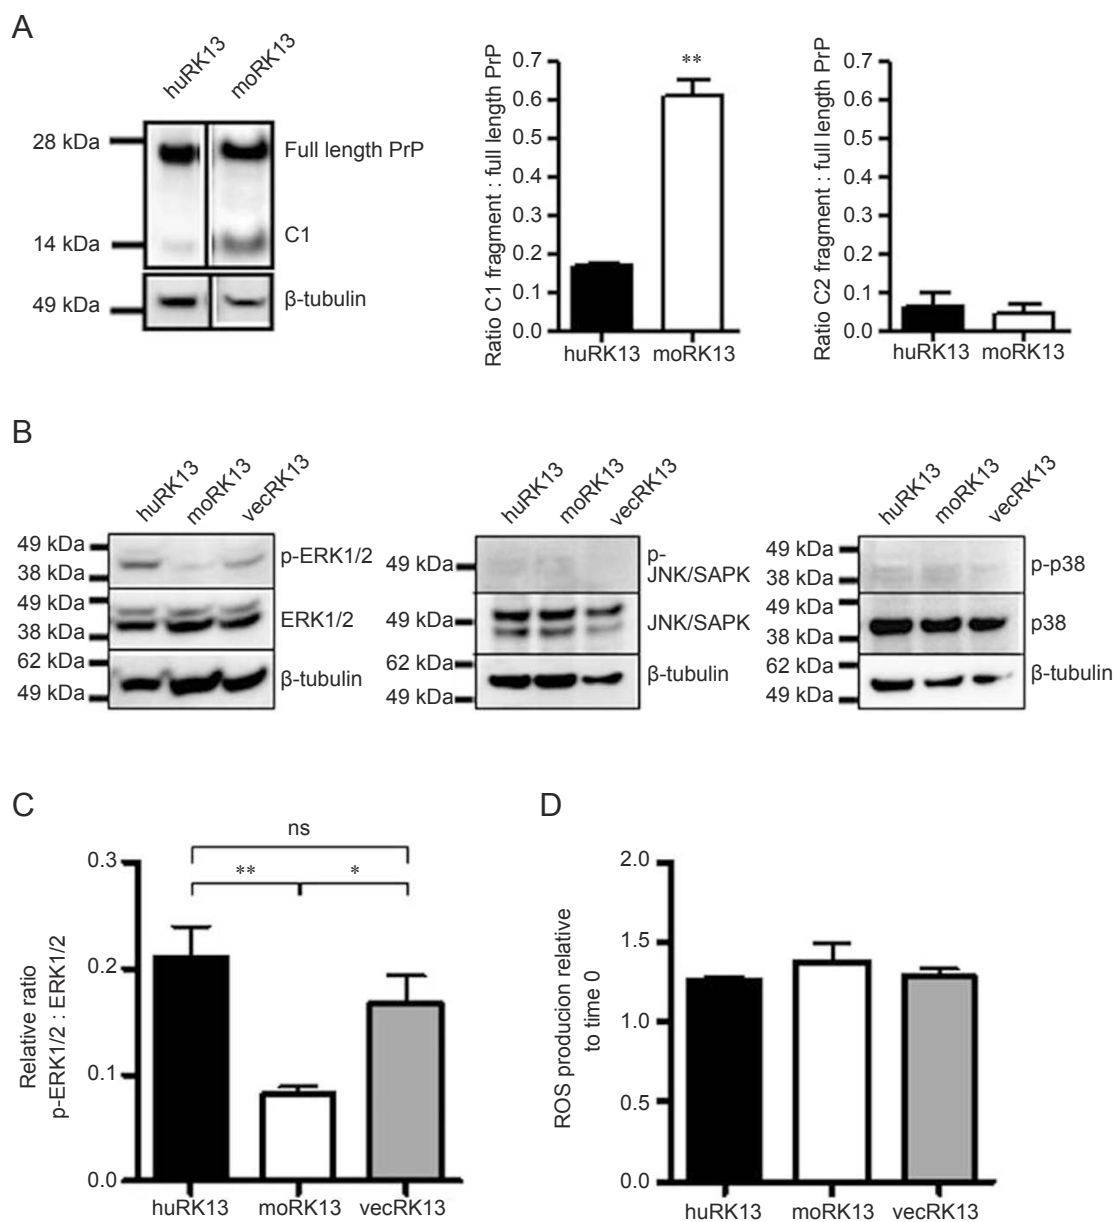 A
huRK13
moRK13
28 kDa
Full length PrP
14 kDa
C1
49 kDa
β-tubulin
Ratio C1 fragment : full length PrP
0.7
0.6
0.5
0.4
0.3
0.2
0.1
0.0
**
huRK13
moRK13
Ratio C2 fragment : full length PrP
0.7
0.6
0.5
0.4
0.3
0.2
0.1
0.0
huRK13
moRK13
B
huRK13
moRK13
vecRK13
49 kDa
38 kDa
p-ERK1/2
49 kDa
38 kDa
ERK1/2
62 kDa
49 kDa
β-tubulin
huRK13
moRK13
vecRK13
49 kDa
p-
JNK/SAPK
49 kDa
JNK/SAPK
62 kDa
49 kDa
β-tubulin
huRK13
moRK13
vecRK13
49 kDa
38 kDa
p-p38
49 kDa
38 kDa
p38
62 kDa
49 kDa
β-tubulin
C
Relative ratio
p-ERK1/2 : ERK1/2
0.3
0.2
0.1
0.0
ns
**
*
huRK13
moRK13
vecRK13
D
ROS producion relative
to time 0
2.0
1.5
1.0
0.5
0.0
huRK13
moRK13
vecRK13